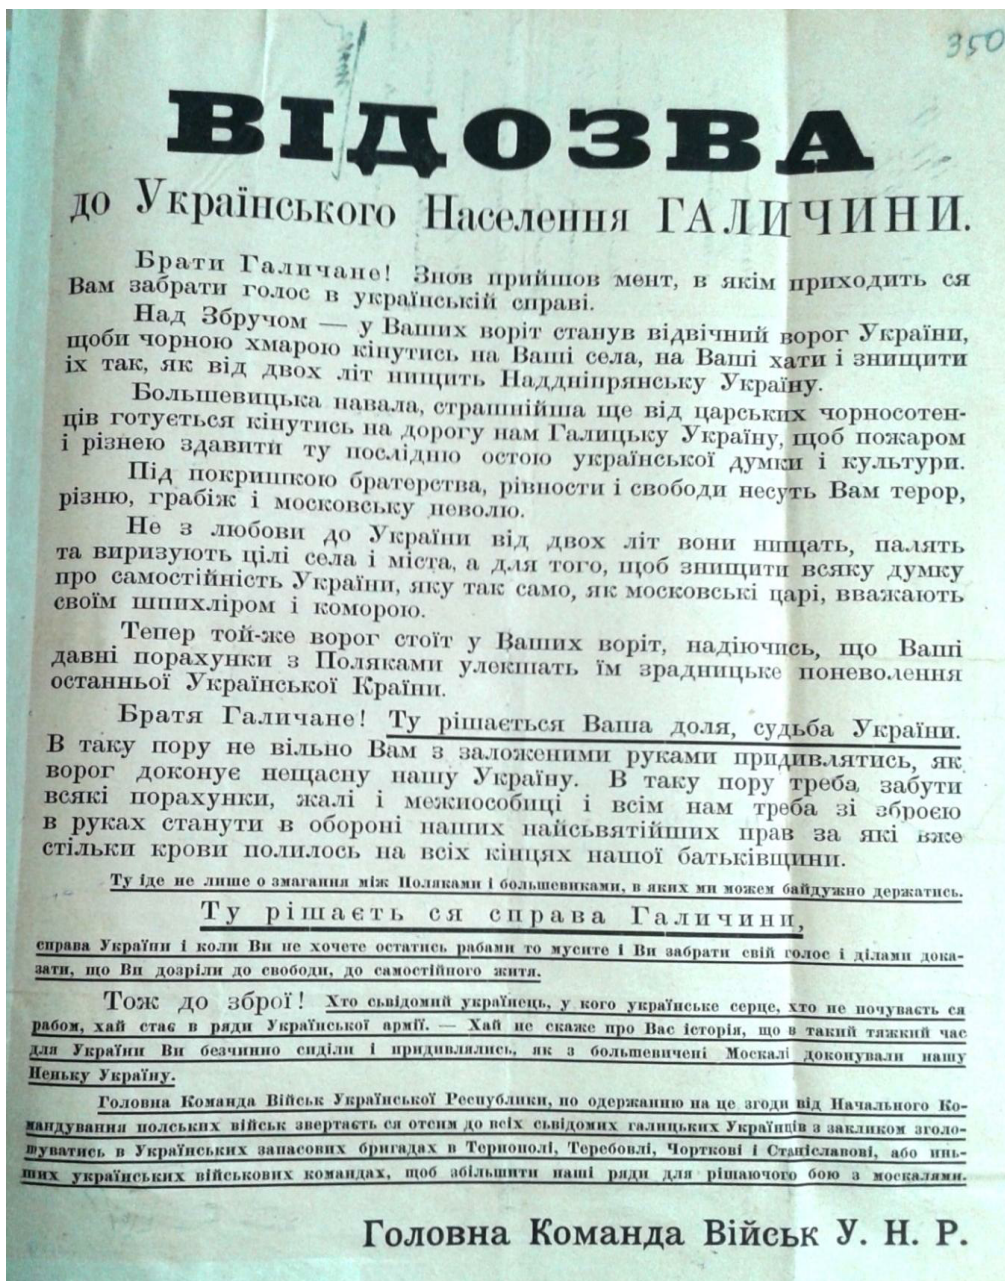 350
ВІДОЗВА
до Українського Населення ГАЛИЧИНИ.
Брати Галичане! Знов прийшов мент, в якім приходить ся
Вам забрати голос в українській справі.
Над Збручом — у Ваших воріт станув відвічний ворог України,
щоби чорною хмарою кінутись на Ваші села, на Ваші хати і знищити
іх так, як від двох літ нищить Наддніпрянську Україну.
Большевицька навала, страшнійша ще від царських чорносотен-
ців готується кінутись на дорогу нам Галицьку Україну, щоб пожаром
і різнею здавити ту послідню остою української думки і культури.
Під покришкою братерства, рівности і свободи несуть Вам терор,
різню, грабіж і московську неволю.
Не з любови до України від двох літ вони нищать, палять
та виризують цілі села і міста, а для того, щоб знищити всяку думку
про самостійність України, яку так само, як московські царі, вважають
своїм шпихліром і коморою.
Тепер той-же ворог стоїт у Ваших воріт, надіючись, що Ваші
давні порахунки з Поляками улекшать їм зрадницьке поневолення
останньої Української Країни.
Братя Галичане! Ту рішається Ваша доля, судьба України.
В таку пору не вільно Вам з заложеними руками придивлятись, як
ворог доконує нещасну нашу Україну. В таку пору треба забути
всякі порахунки, жалі і межиособиці і всім нам треба зі зброєю
в руках станути в обороні наших найсьвятійших прав за які вже
стільки крови полилось на всіх кінцях нашої батьківщини.
Ту іде не лише о змагання між Поляками і большевиками, в яких ми можем байдужно держатись.
Ту рішаєть ся справа Галичини,
справа України і коли Ви не хочете остатись рабами то мусите і Ви забрати свій голос і ділами дока-
зати, що Ви дозріли до свободи, до самостійного житя.
Тож до зброї! Хто сьвідомий українець, у кого українське серце, хто не почуваєть ся
рабом, хай стає в ряди Української армії. — Хай не скаже про Вас історія, що в такий тяжкий час
для України Ви безчинно сиділи і придивлялись, як з большевичені Москалі доконували нашу
Неньку Україну.
Головна Команда Військ Української Республики, по одержанню на це згоди від Начального Ко-
мандування польських військ звертаєть ся отсим до всіх сьвідомих галицьких Українців з закликом зголо-
шуватись в Українських запасових бригадах в Тернополі, Теребовлі, Чорткові і Станіславові, або инь-
ших українських військових командах, щоб збільшити наші ряди для рішаючого бою з москалями.
Головна Команда Військ У. Н. Р.